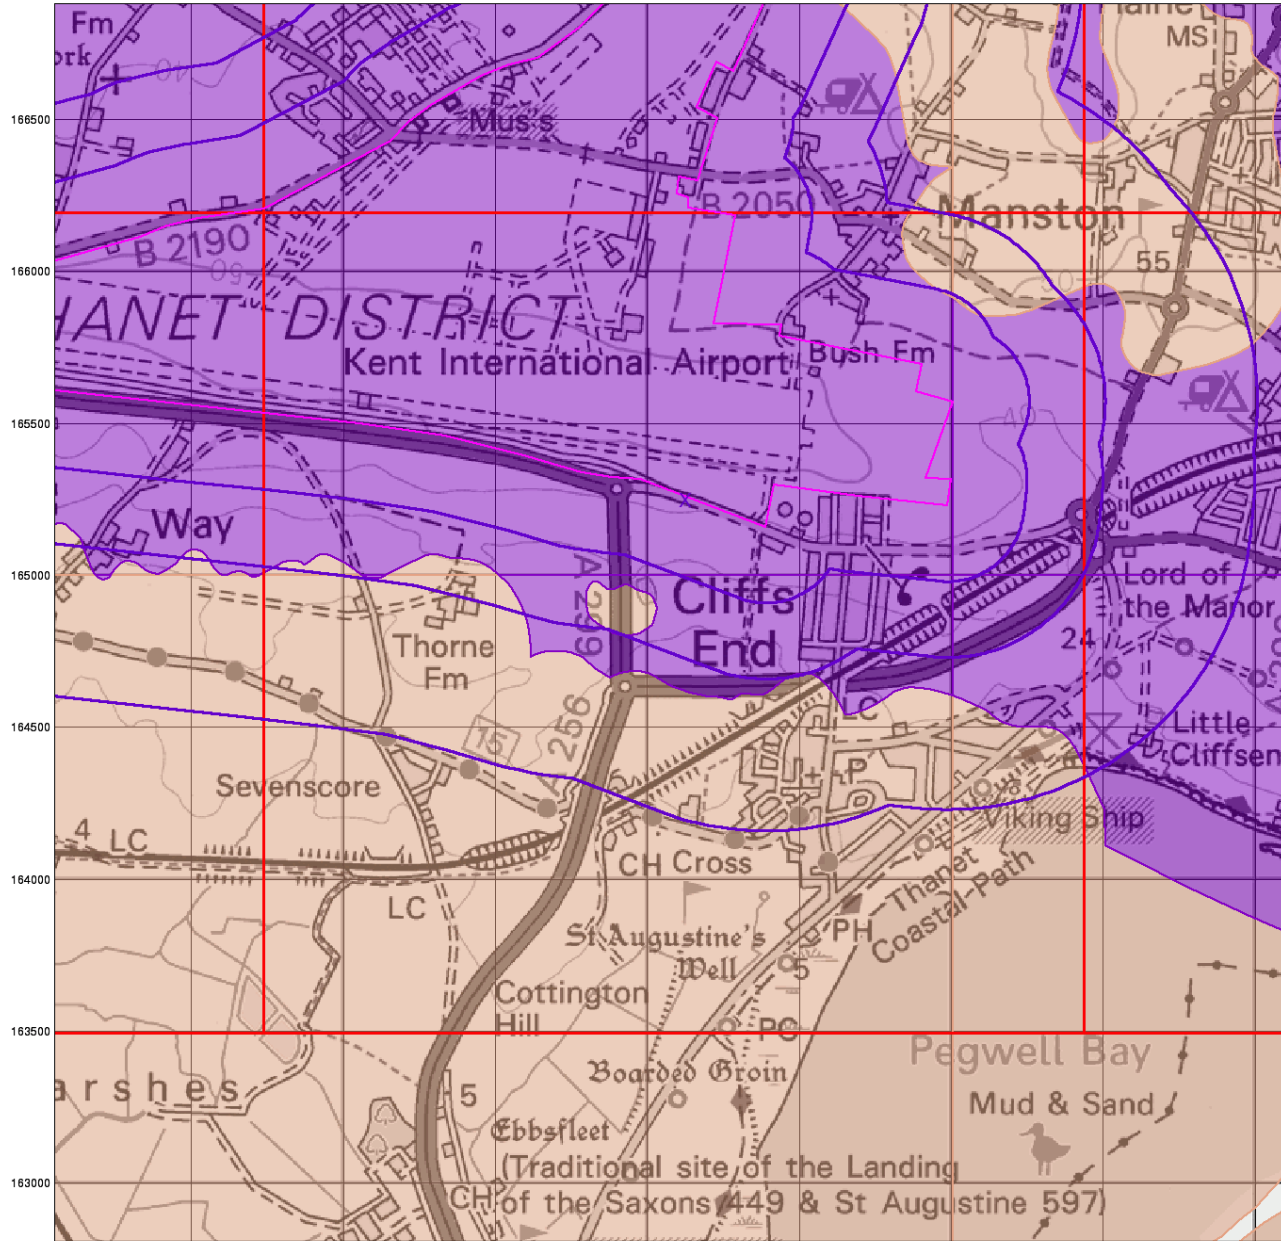 Fm
ork
MS
166500
Mus's
B 2050
Manston
B 2190
50
55
166000
HANET DISTRICT
Kent International Airport
Bush Fm
165500
40
Way
165000
A 299
Cliffs
End
Lord of
the Manor
24
Thorne
Fm
164500
LC
A 256
15
Little
Cliffsen
Sevenscore
P
4
LC
Viking Ship
CH
Cross
164000
LC
Thanet
Coastal Path
PH
St Augustine's
Well
5
Cottington
Hill
163500
PC
Pegwell Bay
arshes
5
Boarded Groin
Mud & Sand
Ebbsfleet
(Traditional site of the Landing
163000
CH
of the Saxons 449 & St Augustine 597)